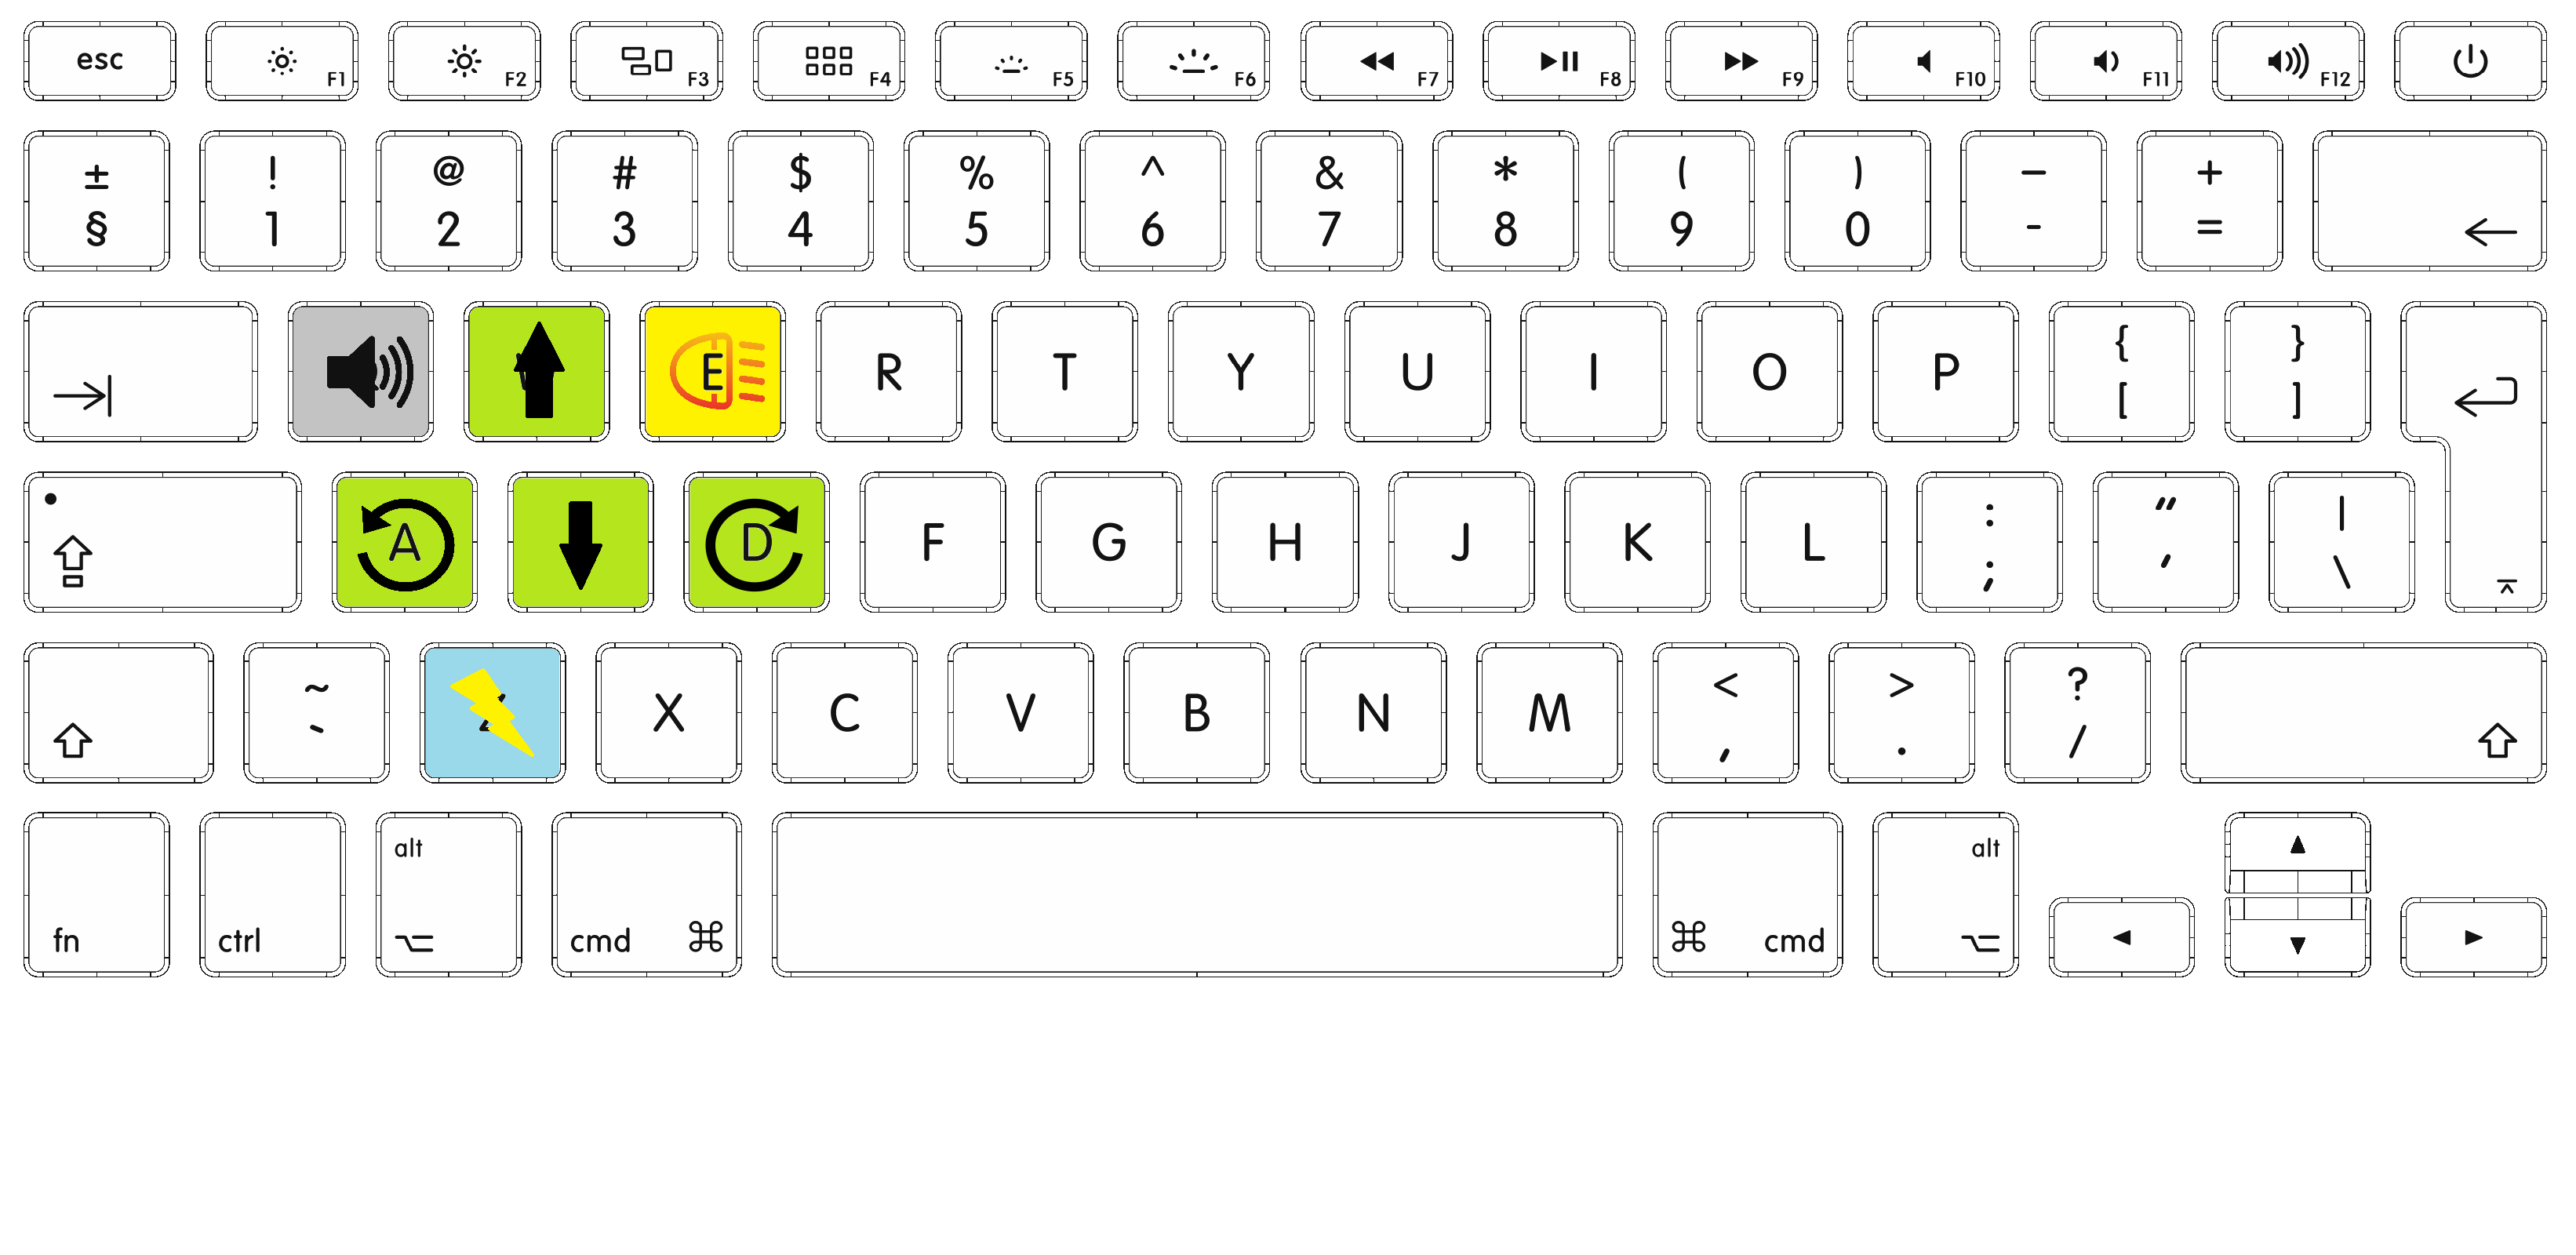 esc F1 F2 F3 F4 F5 F6 F7 F8 F9 F10 F11 F12
± ! @ # $ % ^ & * ( ) – +
§ 1 2 3 4 5 6 7 8 9 0 - =
E R T Y U I O P { }
[ ]
A D F G H J K L : " |
; ' \
~ X C V B N M < > ?
` , . /
alt alt
fn ctrl cmd ⌘ ⌘ cmd